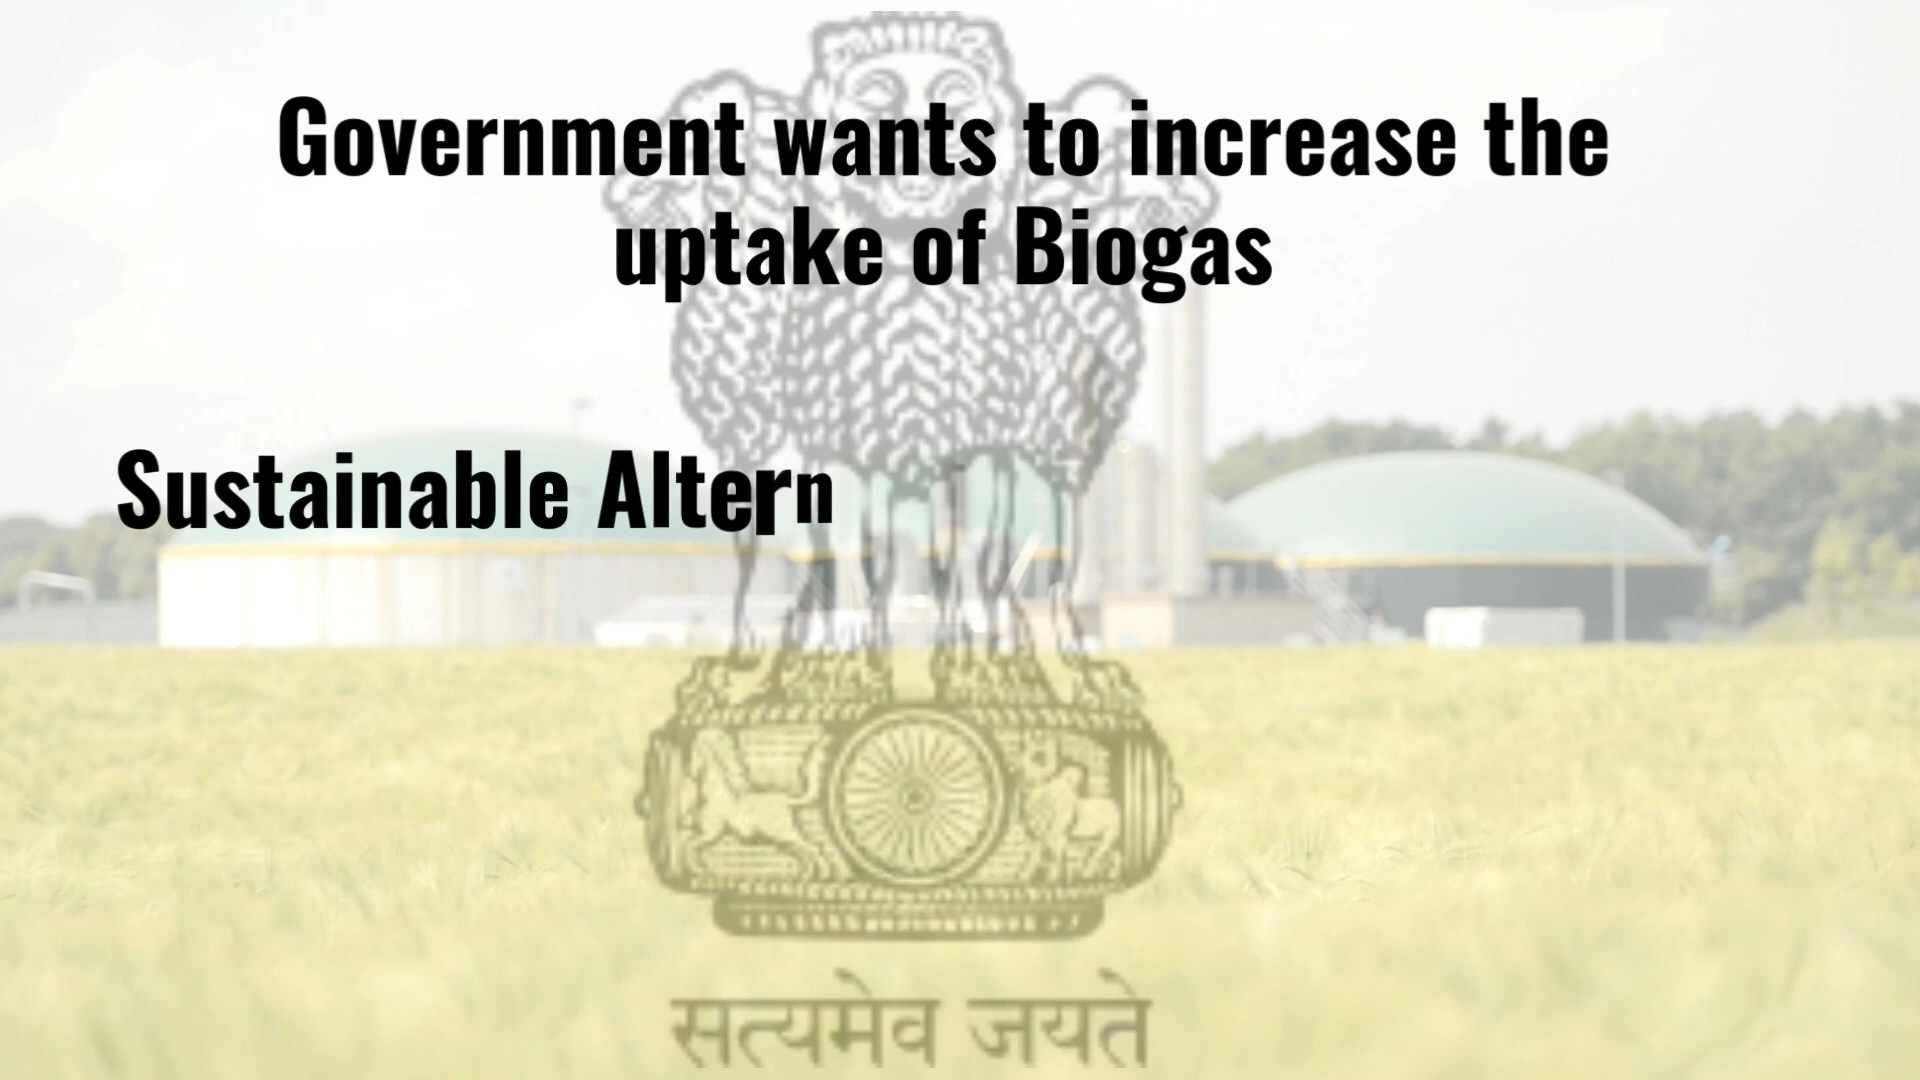 Government wants to increase the
uptake of Biogas
Sustainable Altern
सत्यमेव जयते